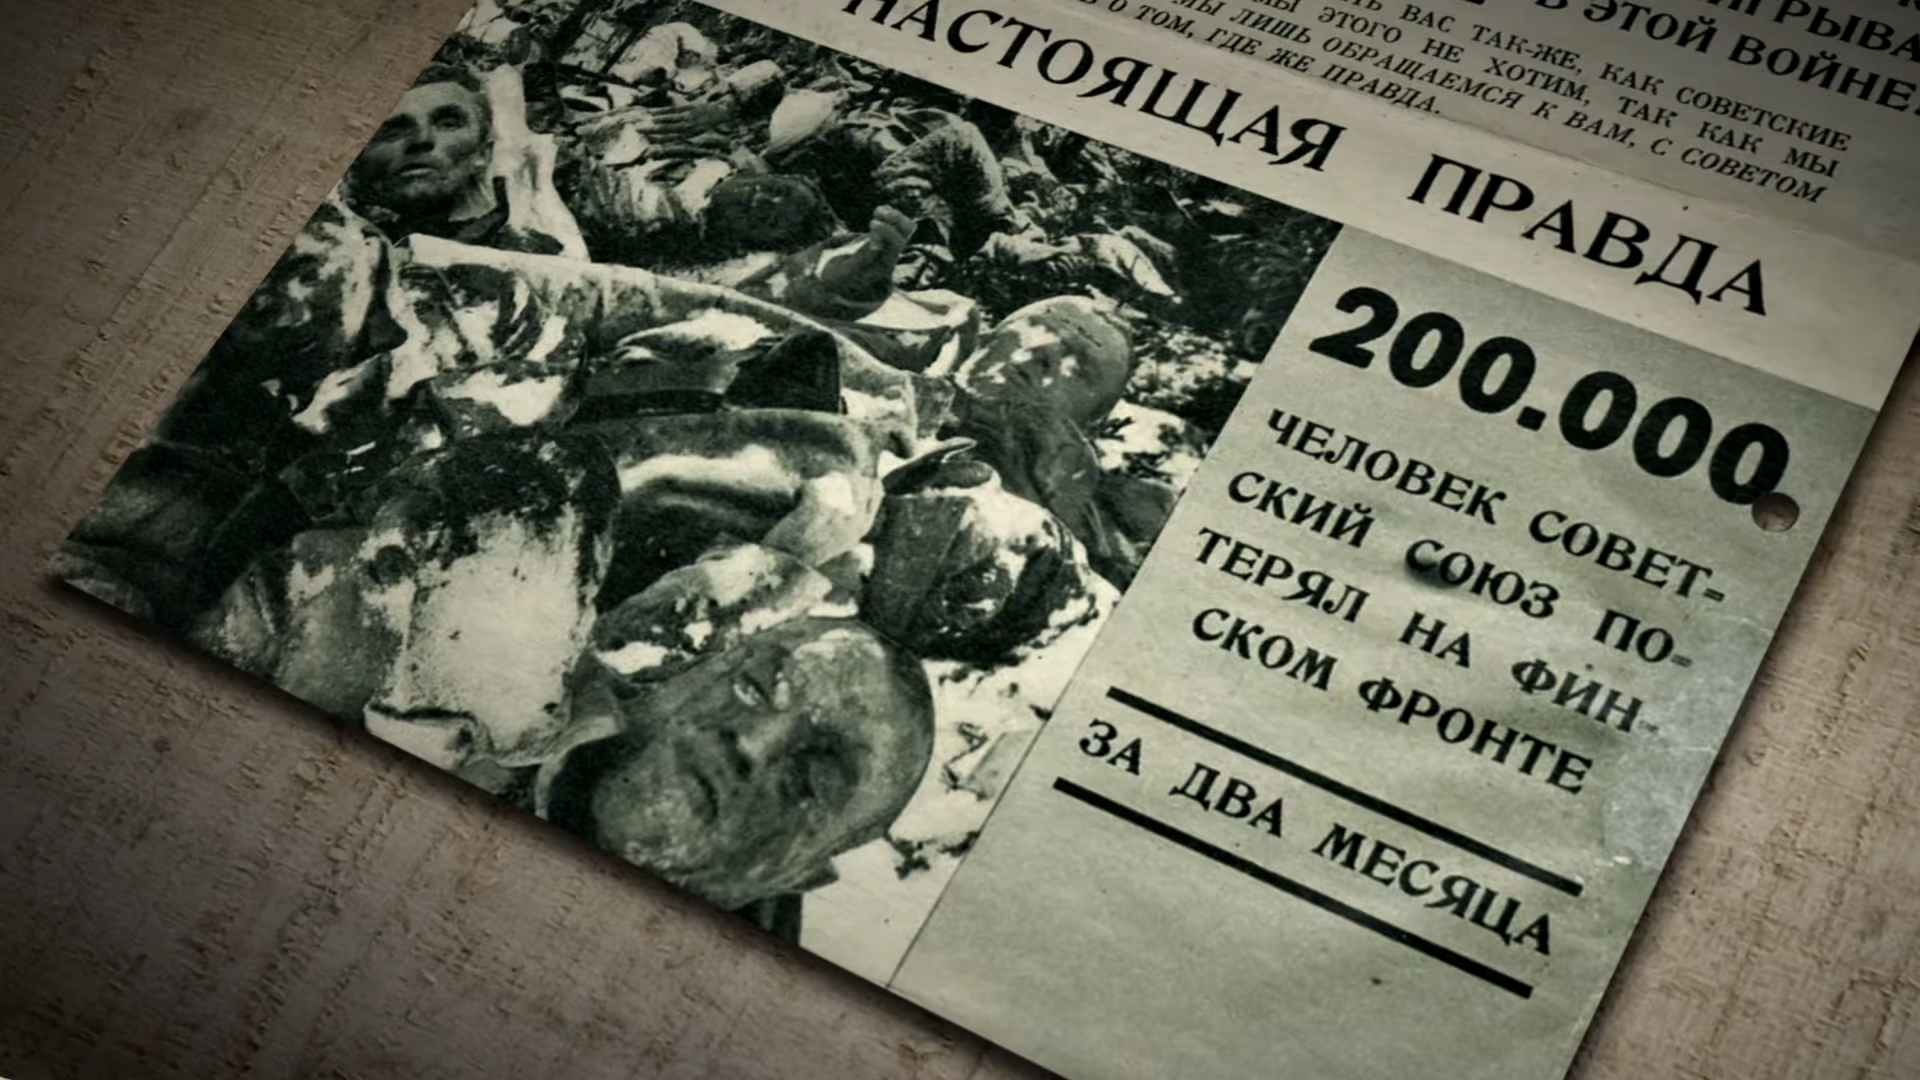 В ЭТОЙ ВОЙНЕ
ВАС ТАК-ЖЕ, КАК СОВЕТСКИЕ
МЫ ЭТОГО НЕ ХОТИМ, ТАК КАК МЫ
МЫ ЛИШЬ ОБРАЩАЕМСЯ К ВАМ, С СОВЕТОМ
О ТОМ, ГДЕ ЖЕ ПРАВДА.
НАСТОЯЩАЯ ПРАВДА
200.000
ЧЕЛОВЕК СОВЕТ-
СКИЙ СОЮЗ ПО-
ТЕРЯЛ НА ФИН-
СКОМ ФРОНТЕ
ЗА ДВА МЕСЯЦА